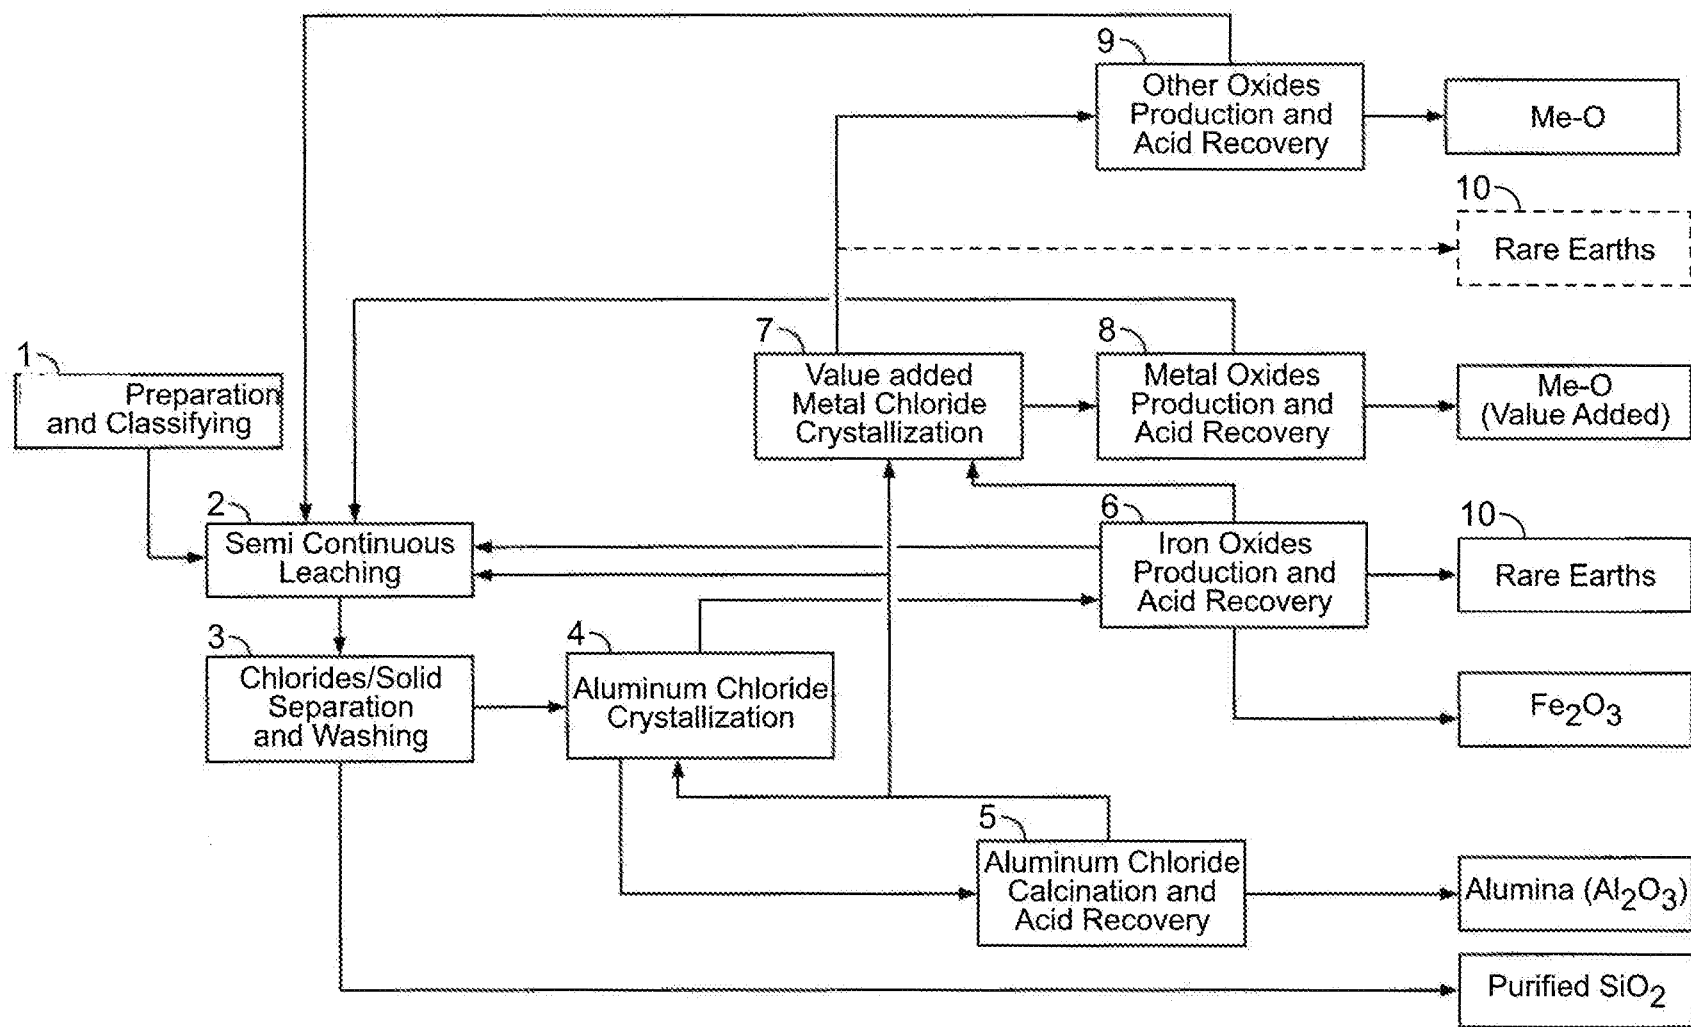 9
Other Oxides
Production and
Acid Recovery
Me-O
10
Rare Earths
1
Preparation
and Classifying
7
Value added
Metal Chloride
Crystallization
8
Metal Oxides
Production and
Acid Recovery
Me-O
(Value Added)
2
Semi Continuous
Leaching
6
Iron Oxides
Production and
Acid Recovery
10
Rare Earths
3
Chlorides/Solid
Separation
and Washing
4
Aluminum Chloride
Crystallization
Fe2O3
5
Aluminum Chloride
Calcination and
Acid Recovery
Alumina (Al2O3)
Purified SiO2